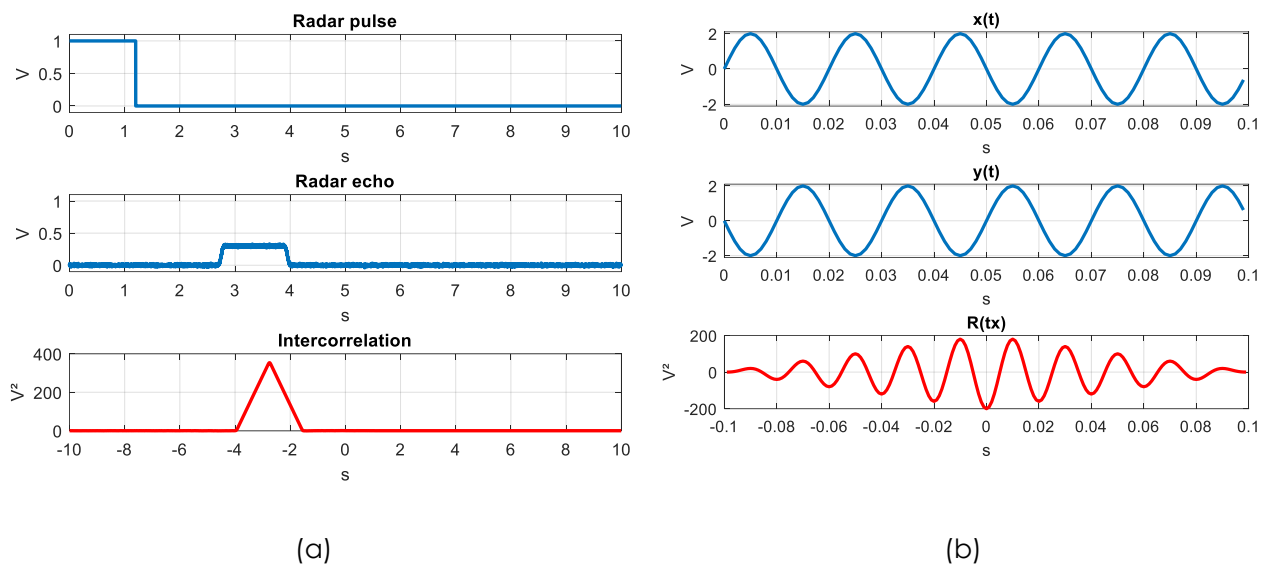 Radar pulse
V
1
0.5
0
0 1 2 3 4 5 6 7 8 9 10
s
Radar echo
V
1
0.5
0
0 1 2 3 4 5 6 7 8 9 10
s
Intercorrelation
V²
400
200
0
-10 -8 -6 -4 -2 0 2 4 6 8 10
s
(a)
x(t)
V
2
0
-2
0 0.01 0.02 0.03 0.04 0.05 0.06 0.07 0.08 0.09 0.1
s
y(t)
V
2
0
-2
0 0.01 0.02 0.03 0.04 0.05 0.06 0.07 0.08 0.09 0.1
s
R(tx)
V²
200
0
-200
-0.1 -0.08 -0.06 -0.04 -0.02 0 0.02 0.04 0.06 0.08 0.1
s
(b)